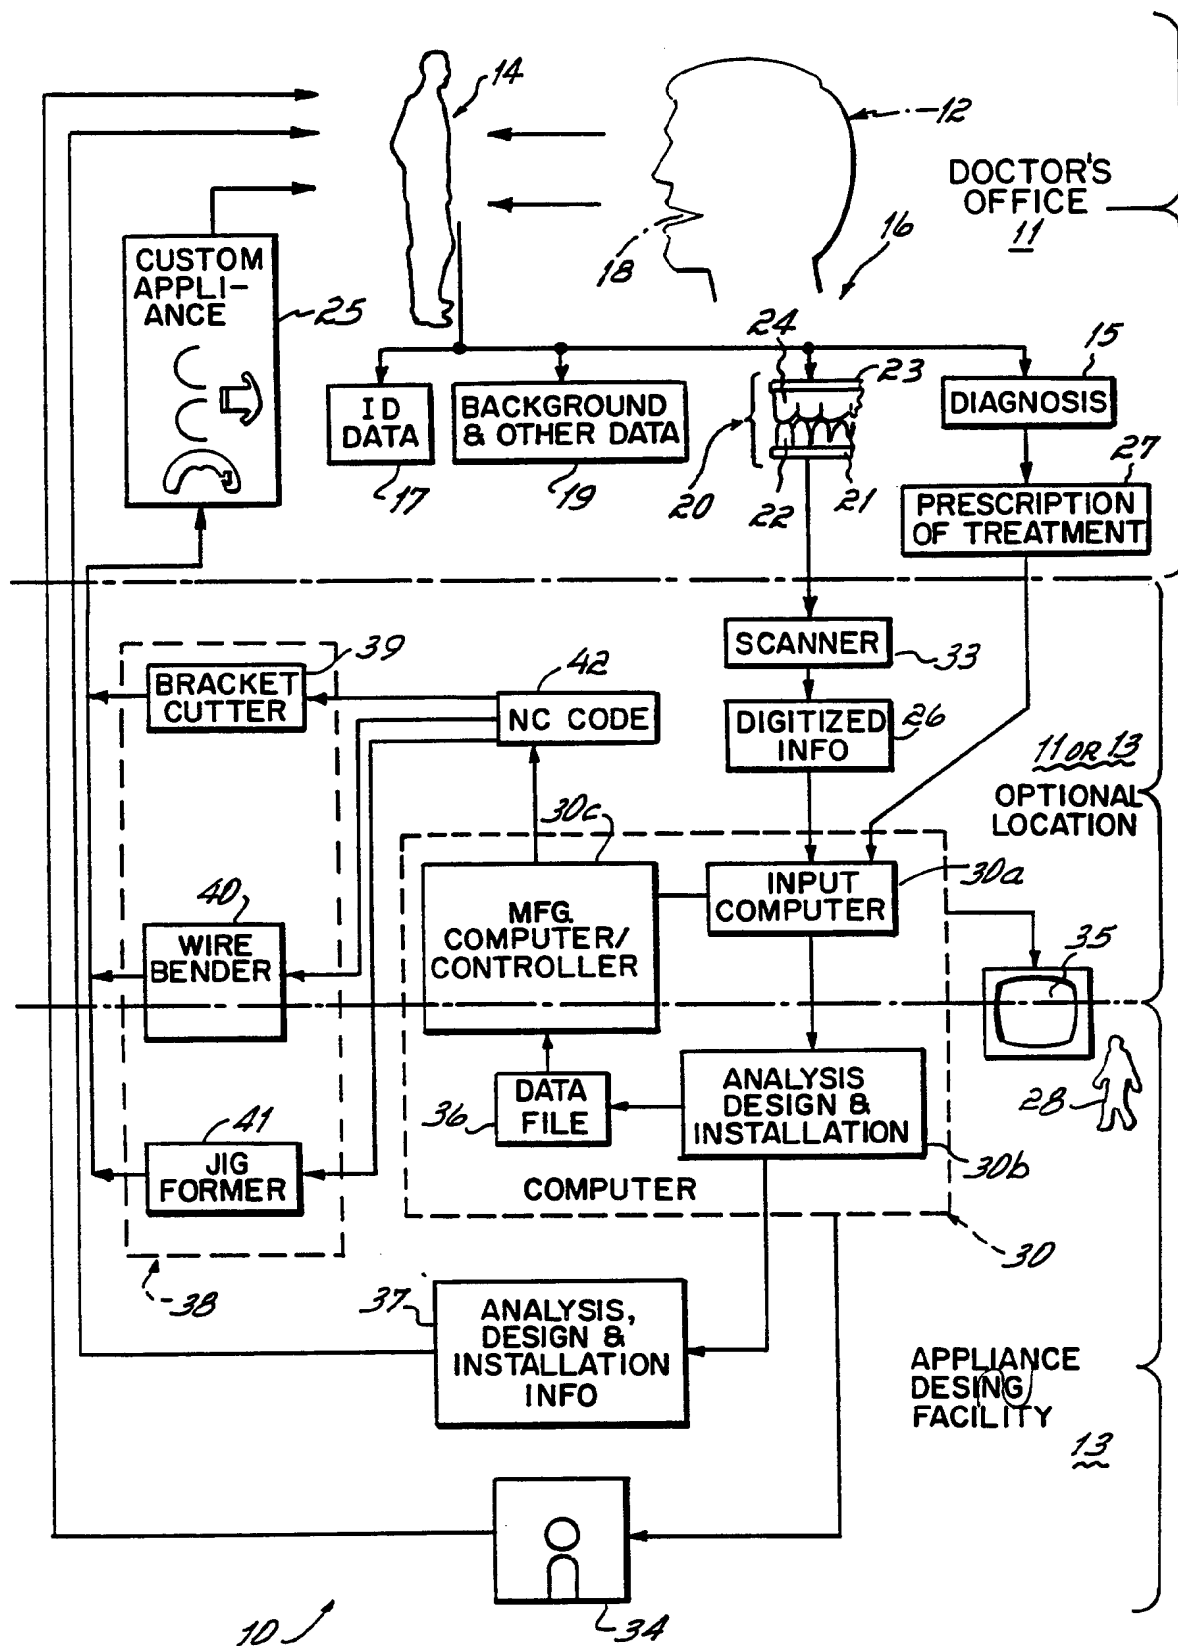 14
12
DOCTOR'S
OFFICE
11
16
18
CUSTOM
APPLI-
ANCE
25
24
23
15
ID
DATA
BACKGROUND
& OTHER DATA
DIAGNOSIS
20
17
19
22
21
27
PRESCRIPTION
OF TREATMENT
SCANNER
33
39
BRACKET
CUTTER
42
NC CODE
DIGITIZED
INFO
26
11 OR 13
OPTIONAL
LOCATION
30c
INPUT
COMPUTER
30a
40
WIRE
BENDER
MFG.
COMPUTER/
CONTROLLER
35
DATA
FILE
36
ANALYSIS
DESIGN &
INSTALLATION
28
41
JIG
FORMER
30b
COMPUTER
30
38
37
ANALYSIS,
DESIGN &
INSTALLATION
INFO
APPLIANCE
DESING
FACILITY
13
10
34